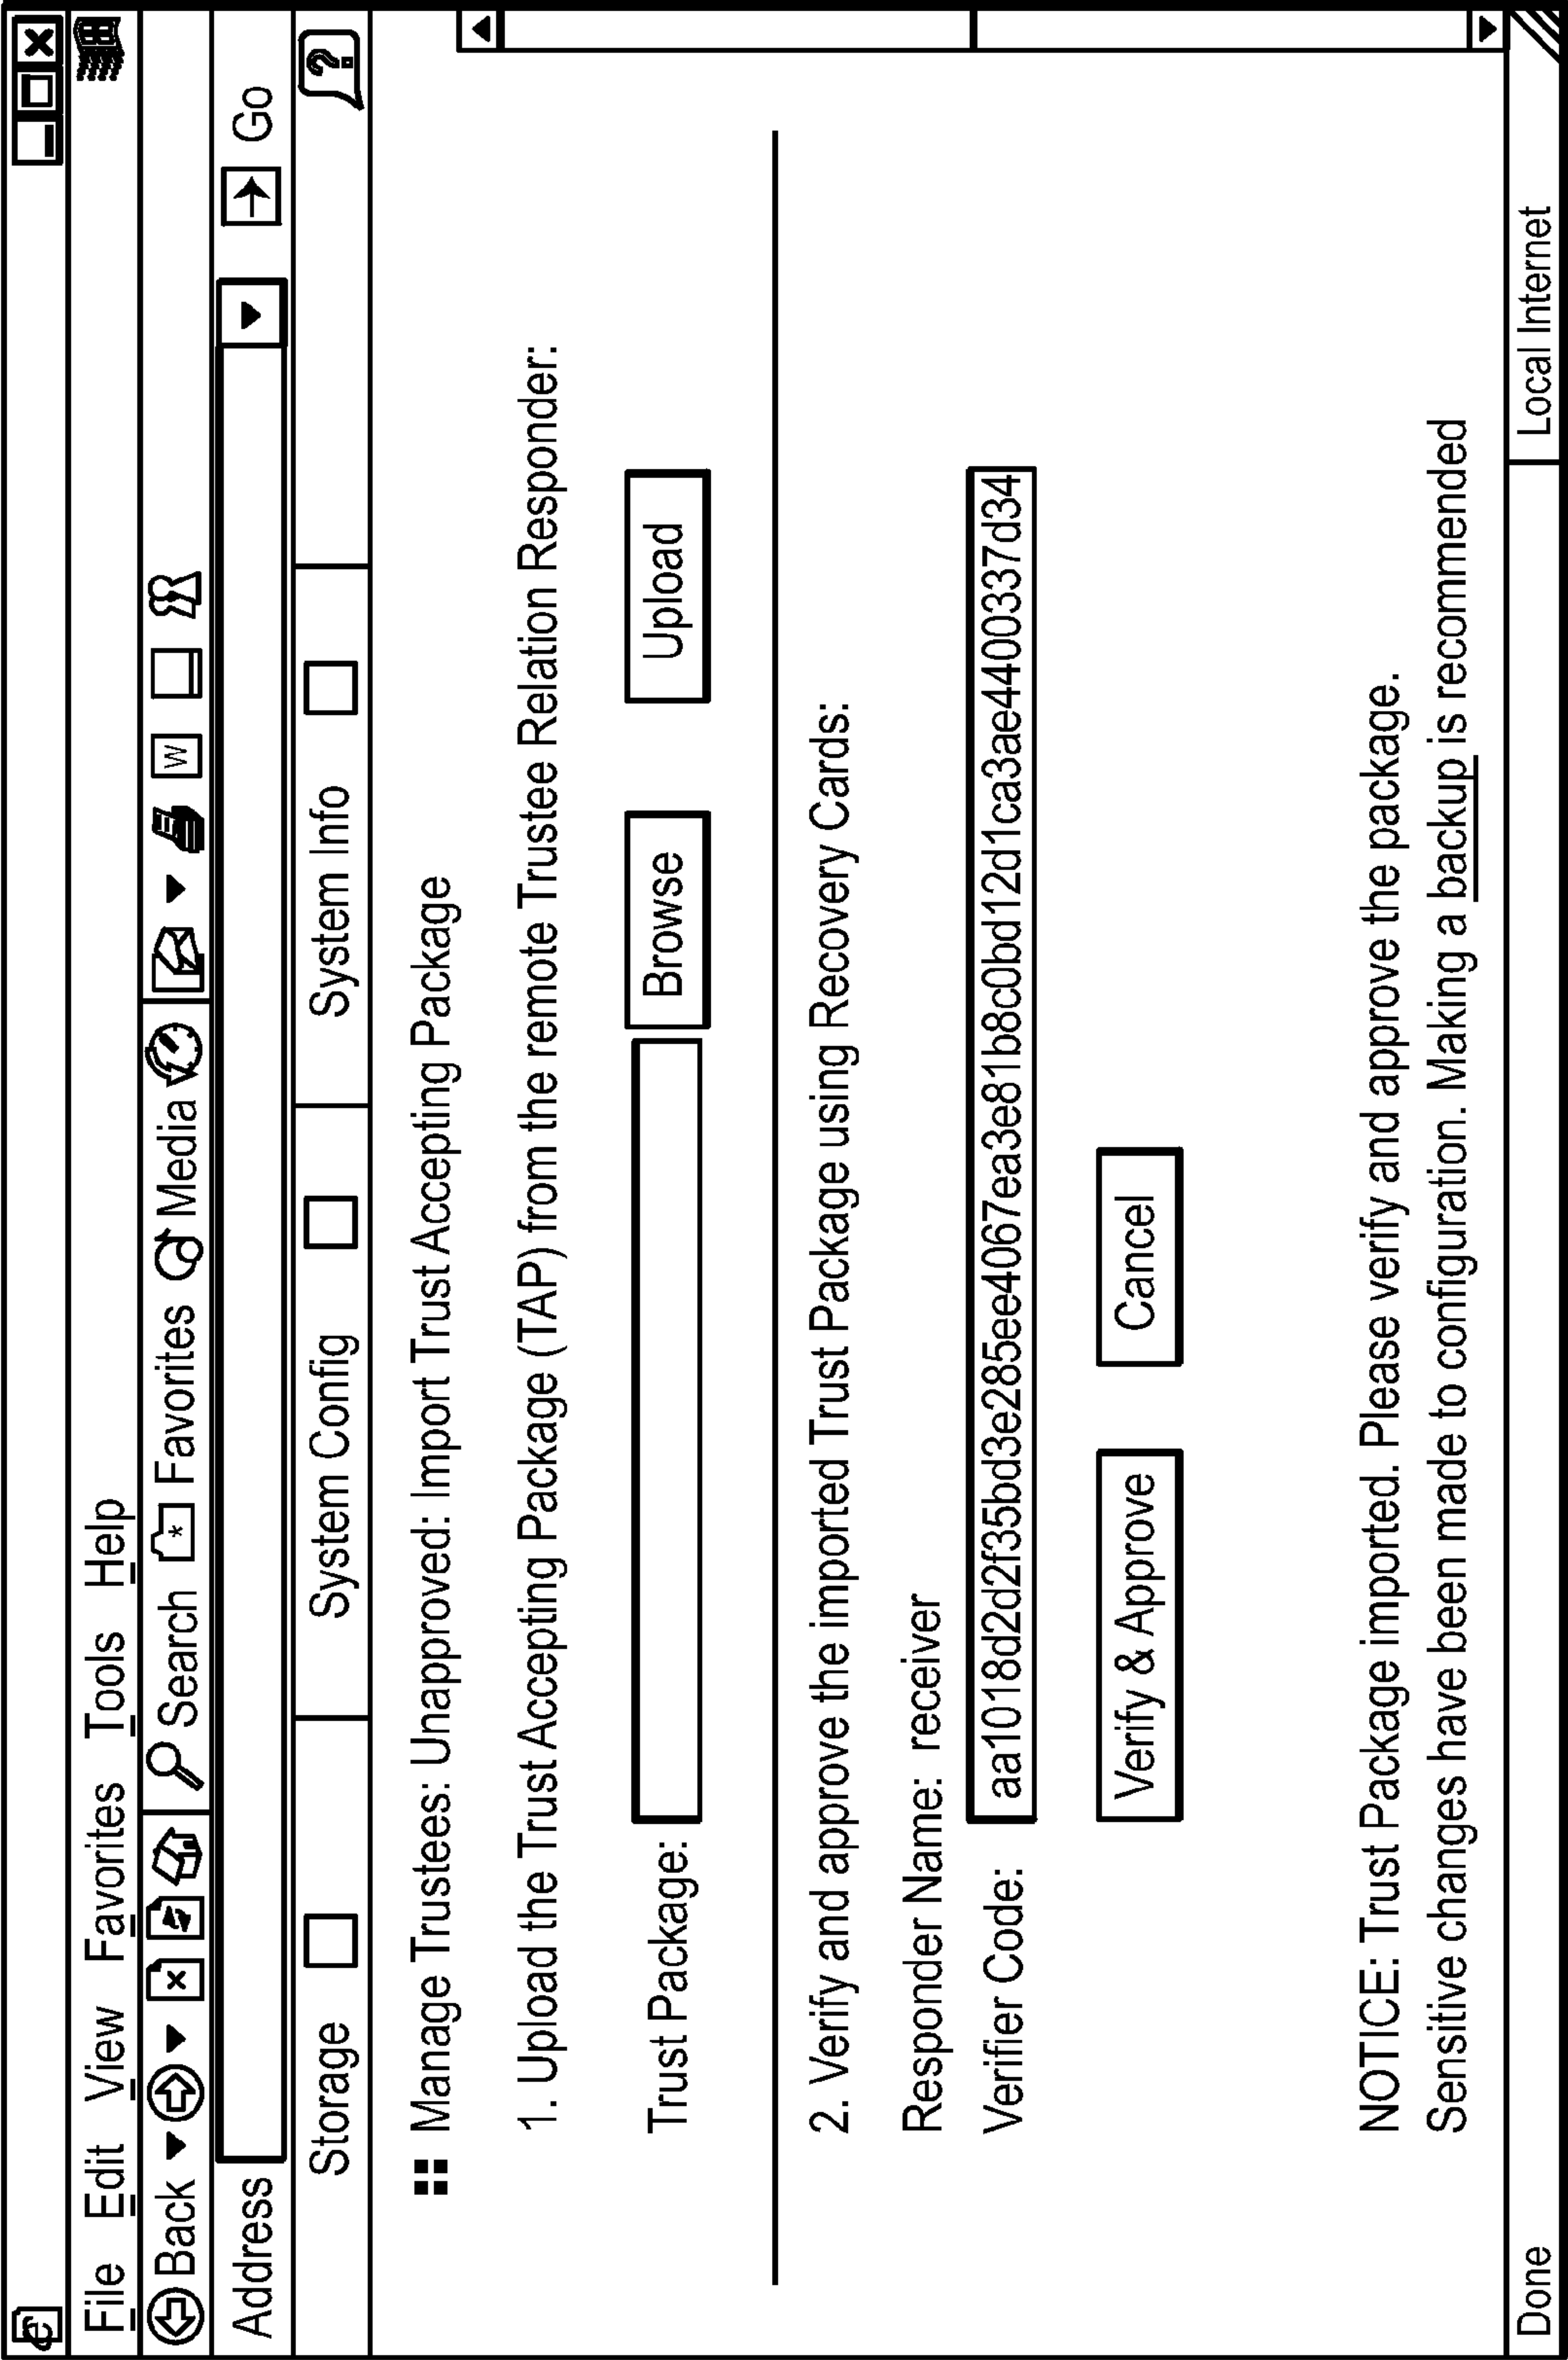 File Edit View Favorites Tools Help
Back Search * Favorites Media W
Address Go
Storage System Config System Info ?
Manage Trustees: Unapproved: Import Trust Accepting Package
1. Upload the Trust Accepting Package (TAP) from the remote Trustee Relation Responder:
Trust Package: Browse Upload
2. Verify and approve the imported Trust Package using Recovery Cards:
Responder Name: receiver
Verifier Code: aa1018d2d2f35bd3e285ee4067ea3e81b8c0bd12d1ca3ae4400337d34
Verify & Approve Cancel
NOTICE: Trust Package imported. Please verify and approve the package.
Sensitive changes have been made to configuration. Making a backup is recommended
Done Local Internet